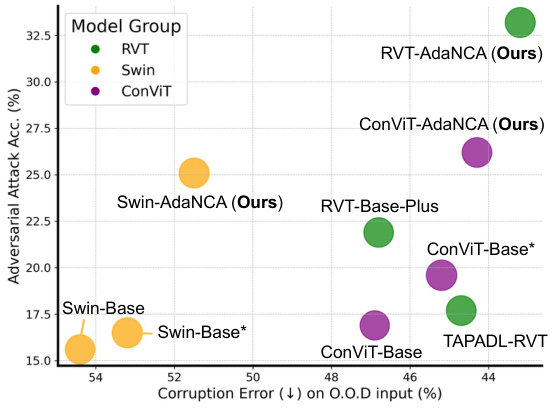 Model Group
RVT
Swin
ConViT
RVT-AdaNCA (Ours)
ConViT-AdaNCA (Ours)
Swin-AdaNCA (Ours)
RVT-Base-Plus
ConViT-Base*
Swin-Base
Swin-Base*
ConViT-Base
TAPADL-RVT
Adversarial Attack Acc. (%)
32.5
30.0
27.5
25.0
22.5
20.0
17.5
15.0
54 52 50 48 46 44
Corruption Error (↓) on O.O.D input (%)